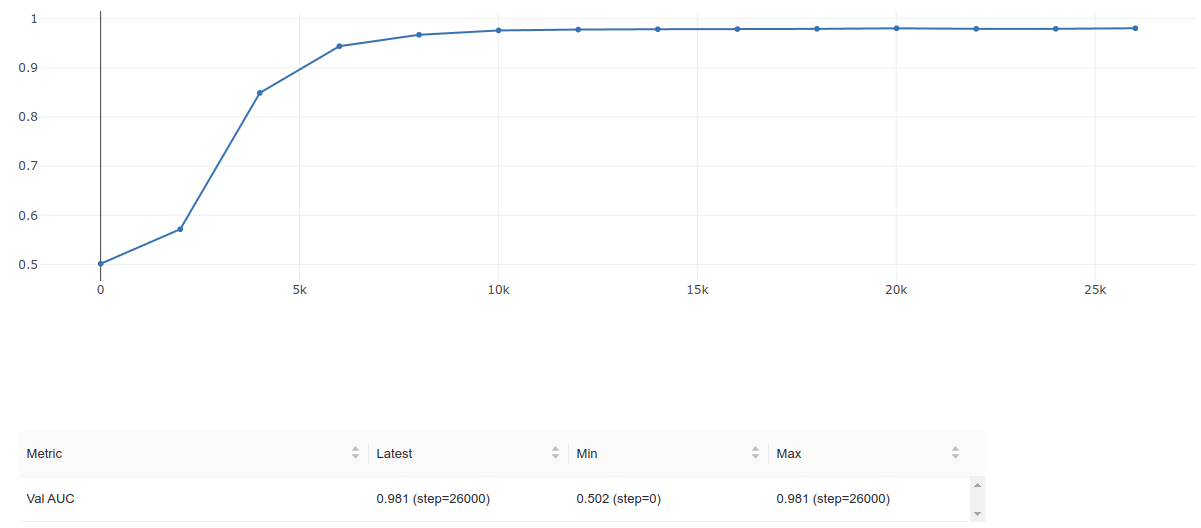 1
0.9
0.8
0.7
0.6
0.5
0 5k 10k 15k 20k 25k
Metric Latest Min Max
Val AUC 0.981 (step=26000) 0.502 (step=0) 0.981 (step=26000)